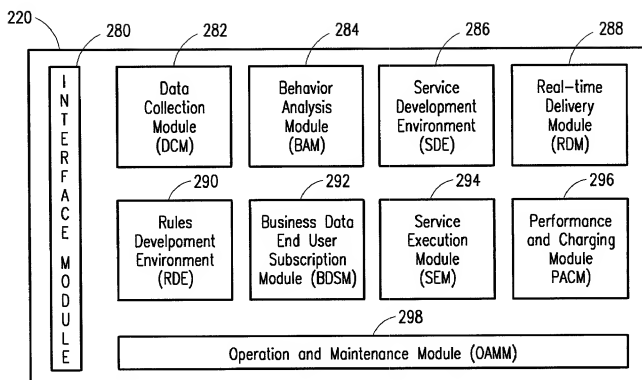 220
280
282
284
286
288
INTERFACE MODULE
Data
Collection
Module
(DCM)
Behavior
Analysis
Module
(BAM)
Service
Development
Environment
(SDE)
Real-time
Delivery
Module
(RDM)
290
292
294
296
Rules
Develpoment
Environment
(RDE)
Business Data
End User
Subscription
Module (BDSM)
Service
Execution
Module
(SEM)
Performance
and Charging
Module
PACM)
298
Operation and Maintenance Module (OAMM)